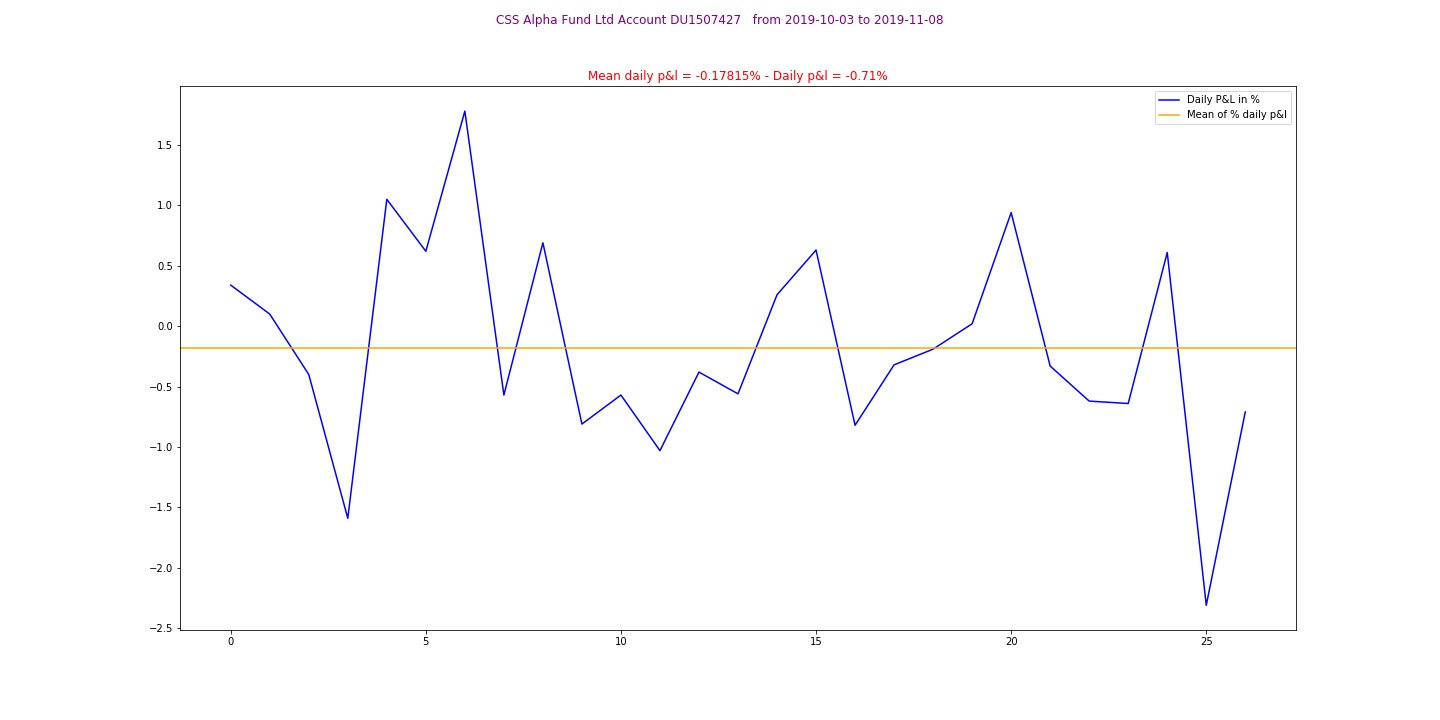 CSS Alpha Fund Ltd Account DU1507427   from 2019-10-03 to 2019-11-08
Mean daily p&l = -0.17815% - Daily p&l = -0.71%
Daily P&L in %
Mean of % daily p&l
1.5
1.0
0.5
0.0
−0.5
−1.0
−1.5
−2.0
−2.5
0 5 10 15 20 25